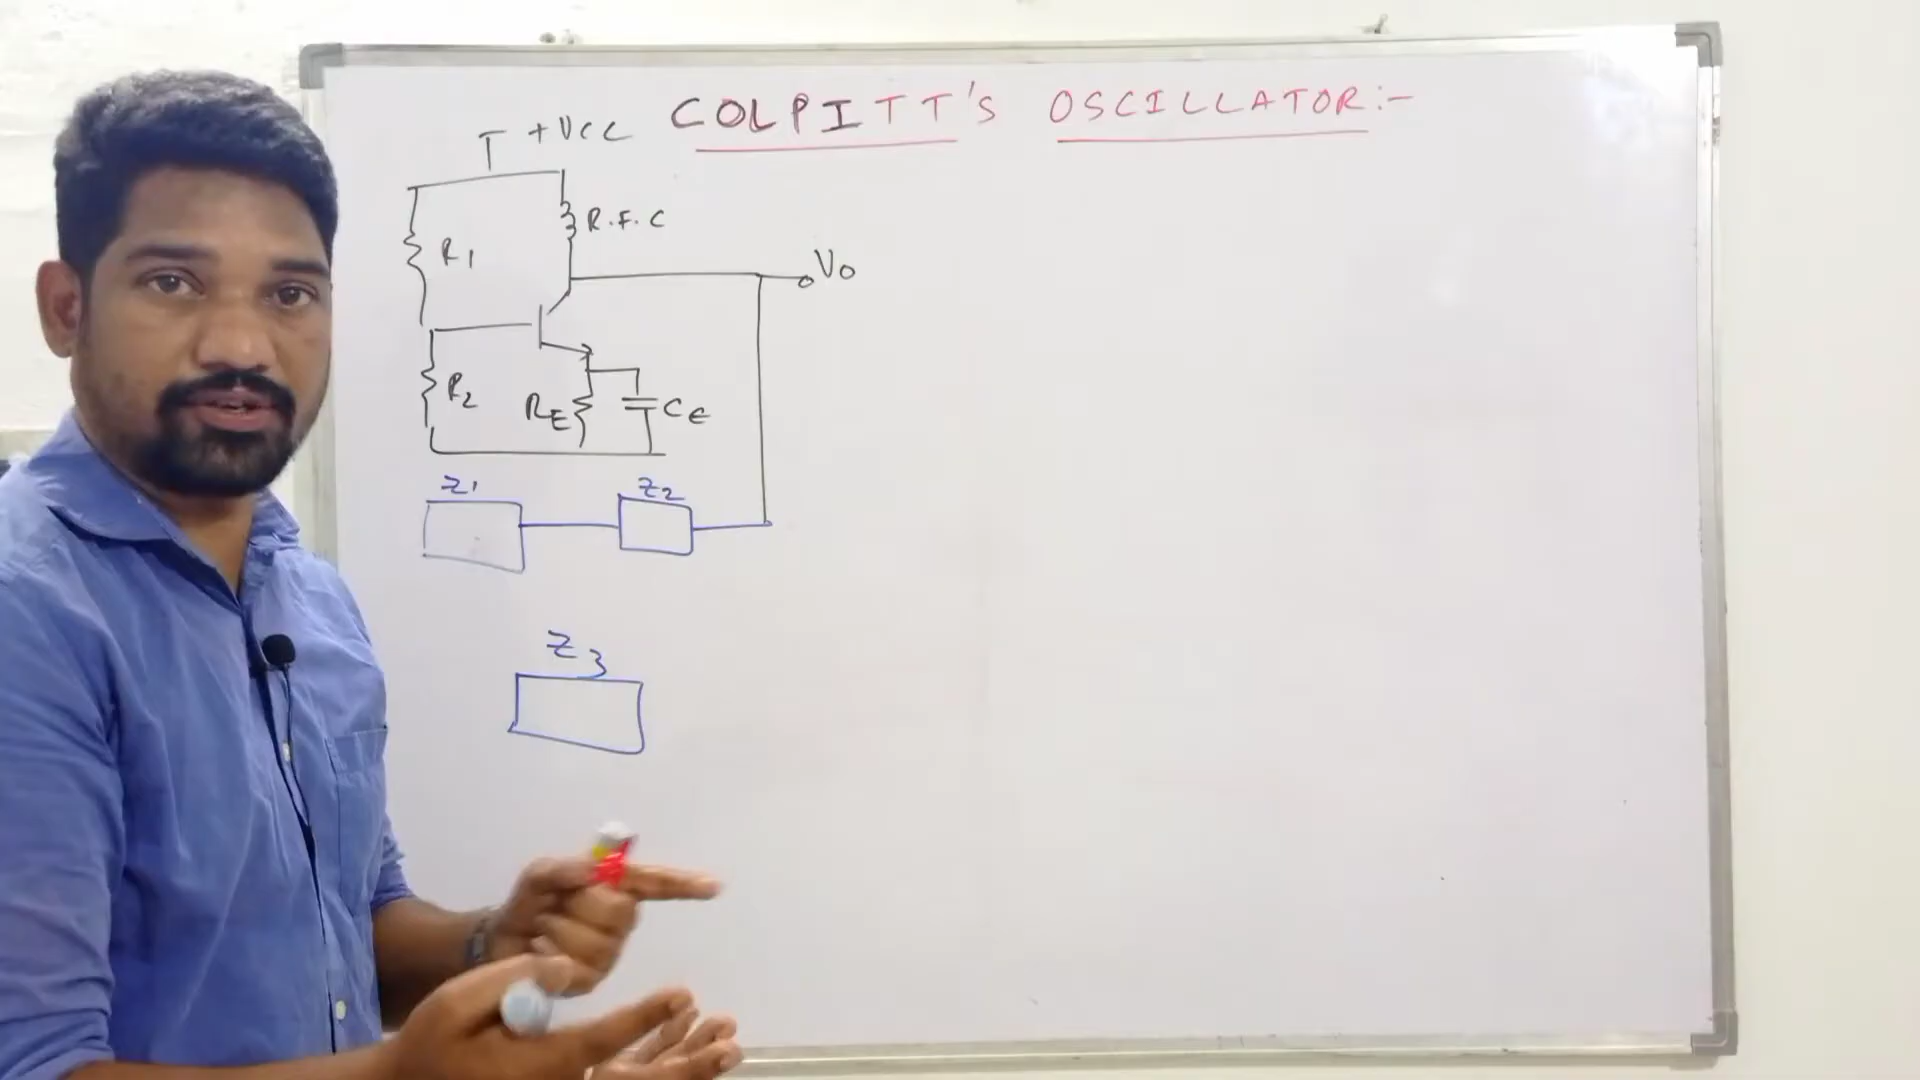 COLPITT'S OSCILLATOR:-
+VCC
R.F.C
R1
Vo
R2
RE
CE
Z1
Z2
Z3